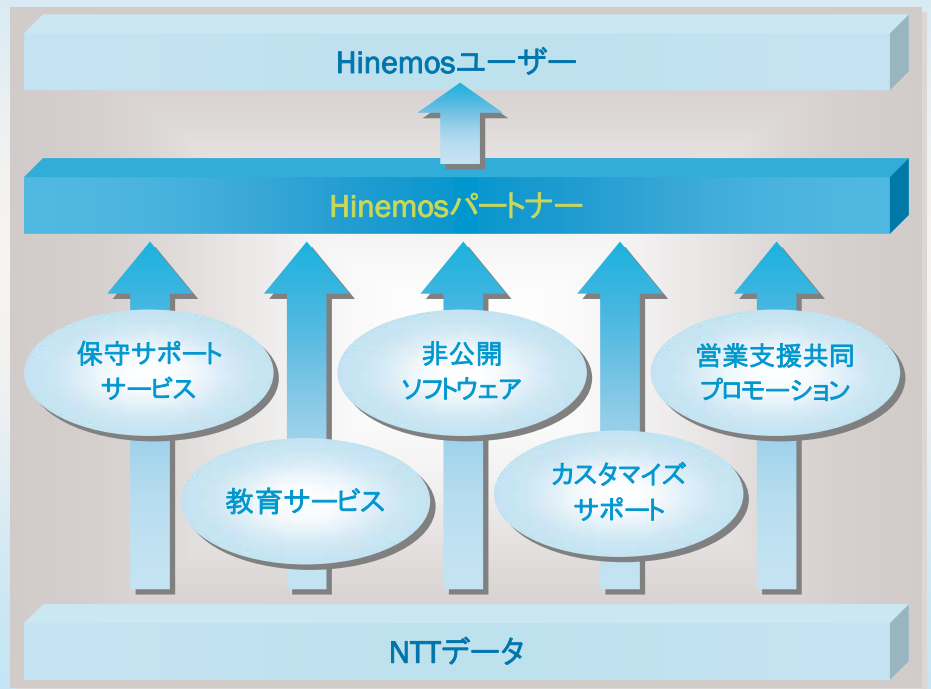 Hinemosユーザー
Hinemosパートナー
保守サポート
サービス
非公開
ソフトウェア
営業支援共同
プロモーション
教育サービス
カスタマイズ
サポート
NTTデータ